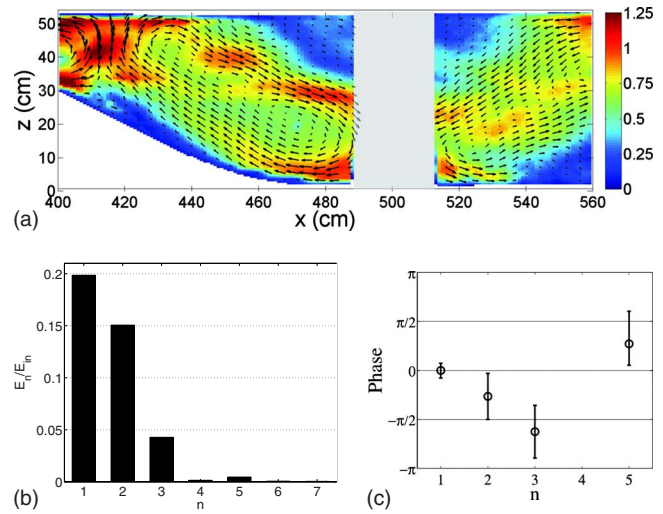 50
40
30
20
10
0
z (cm)
400 420 440 460 480 500 520 540 560
x (cm)
1.25
1
0.75
0.5
0.25
0
(a)
0.2
0.15
0.1
0.05
0
E_n/E_in
1 2 3 4 5 6 7
n
(b)
π
π/2
0
−π/2
−π
Phase
1 2 3 4 5
n
(c)